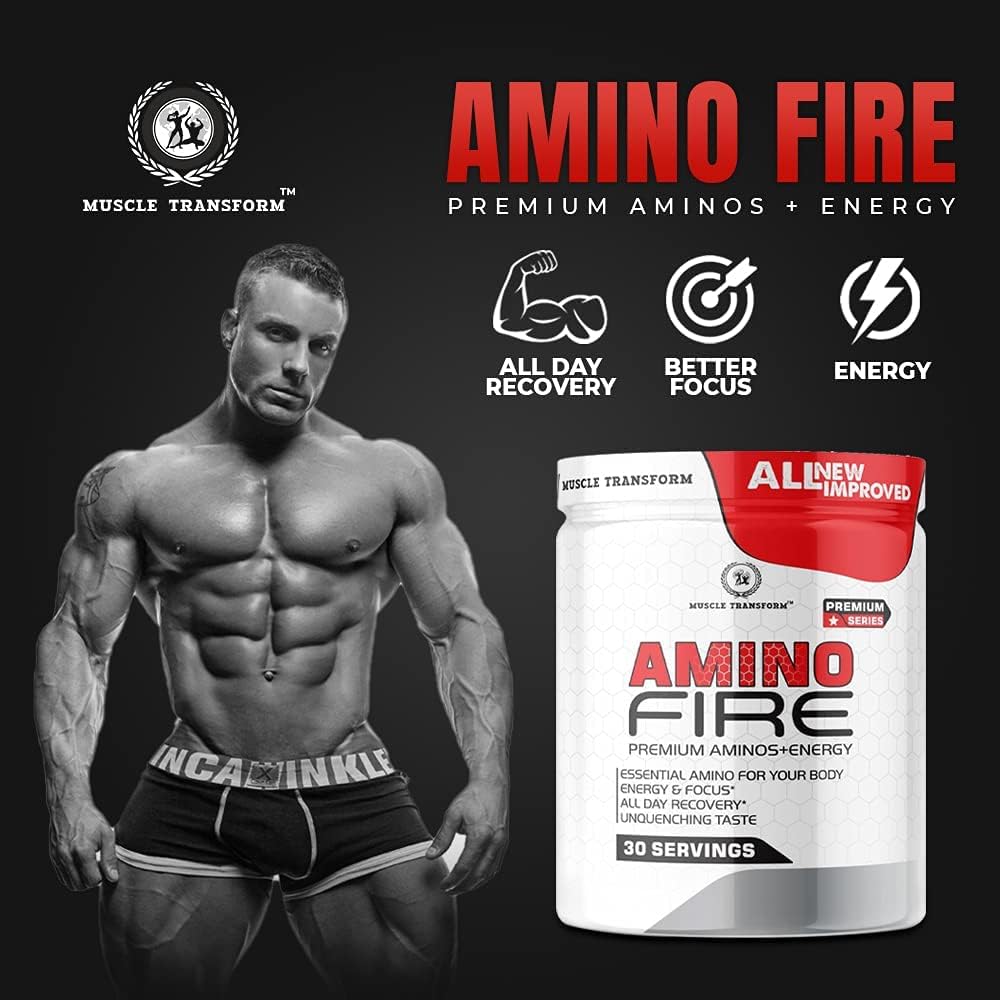 MUSCLE TRANSFORM™
AMINO FIRE
PREMIUM AMINOS + ENERGY
ALL DAY
RECOVERY
BETTER
FOCUS
ENERGY
MUSCLE TRANSFORM
ALL NEW
IMPROVED
MUSCLE TRANSFORM™
PREMIUM
SERIES
AMINO
FIRE
PREMIUM AMINOS+ENERGY
ESSENTIAL AMINO FOR YOUR BODY
ENERGY & FOCUS*
ALL DAY RECOVERY*
UNQUENCHING TASTE
30 SERVINGS
INCA INKLE